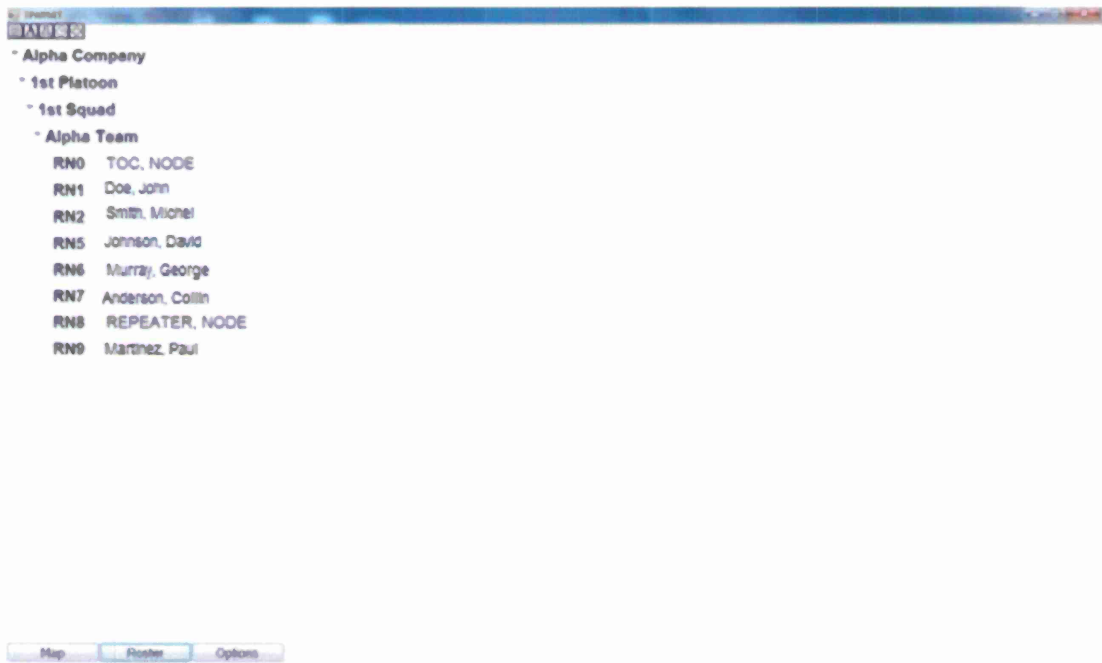 Alpha Company
1st Platoon
1st Squad
Alpha Team
RN0 TOC, NODE
RN1 Doe, John
RN2 Smith, Michel
RN5 Johnson, David
RN6 Murray, George
RN7 Anderson, Collin
RN8 REPEATER, NODE
RN9 Martinez, Paul
Map Roster Options